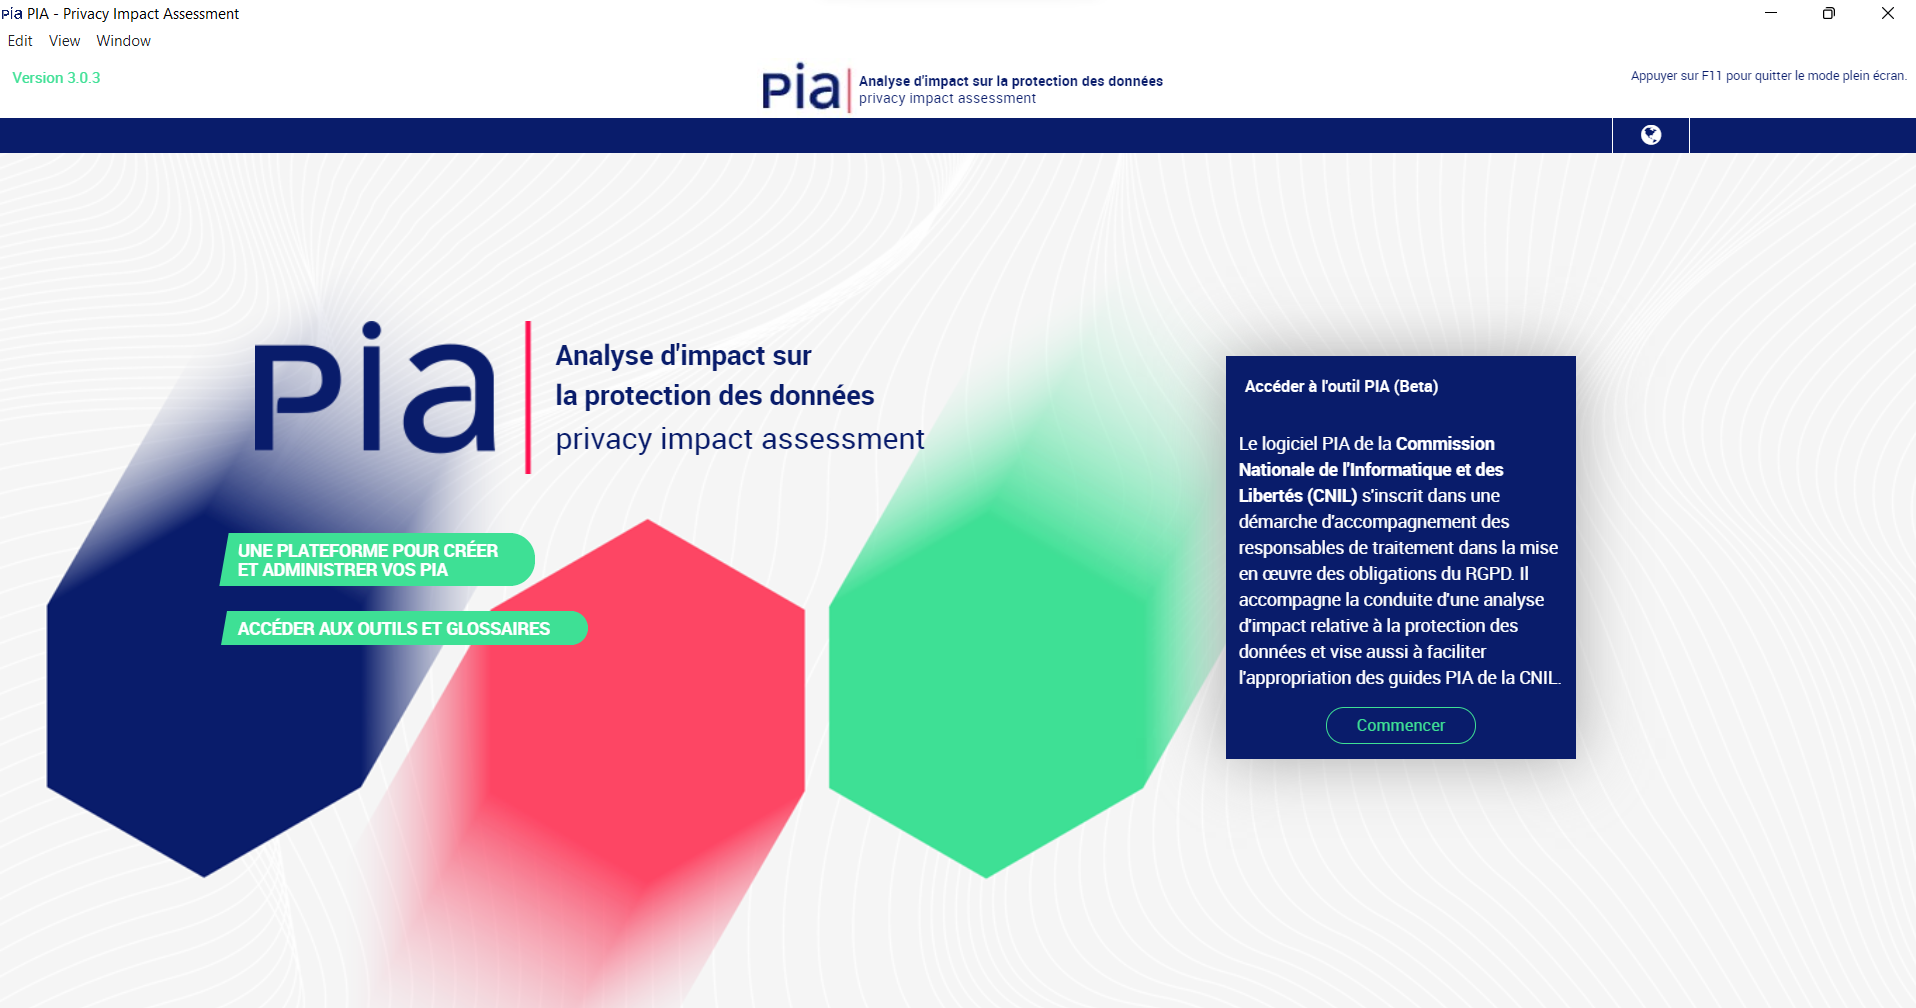 Pia PIA - Privacy Impact Assessment
Edit View Window
Version 3.0.3
Pia
Analyse d'impact sur la protection des données
privacy impact assessment
Appuyer sur F11 pour quitter le mode plein écran.
Pia
Analyse d'impact sur
la protection des données
privacy impact assessment
UNE PLATEFORME POUR CRÉER
ET ADMINISTRER VOS PIA
ACCÉDER AUX OUTILS ET GLOSSAIRES
Accéder à l'outil PIA (Beta)
Le logiciel PIA de la Commission
Nationale de l'Informatique et des
Libertés (CNIL) s'inscrit dans une
démarche d'accompagnement des
responsables de traitement dans la mise
en œuvre des obligations du RGPD. Il
accompagne la conduite d'une analyse
d'impact relative à la protection des
données et vise aussi à faciliter
l'appropriation des guides PIA de la CNIL.
Commencer